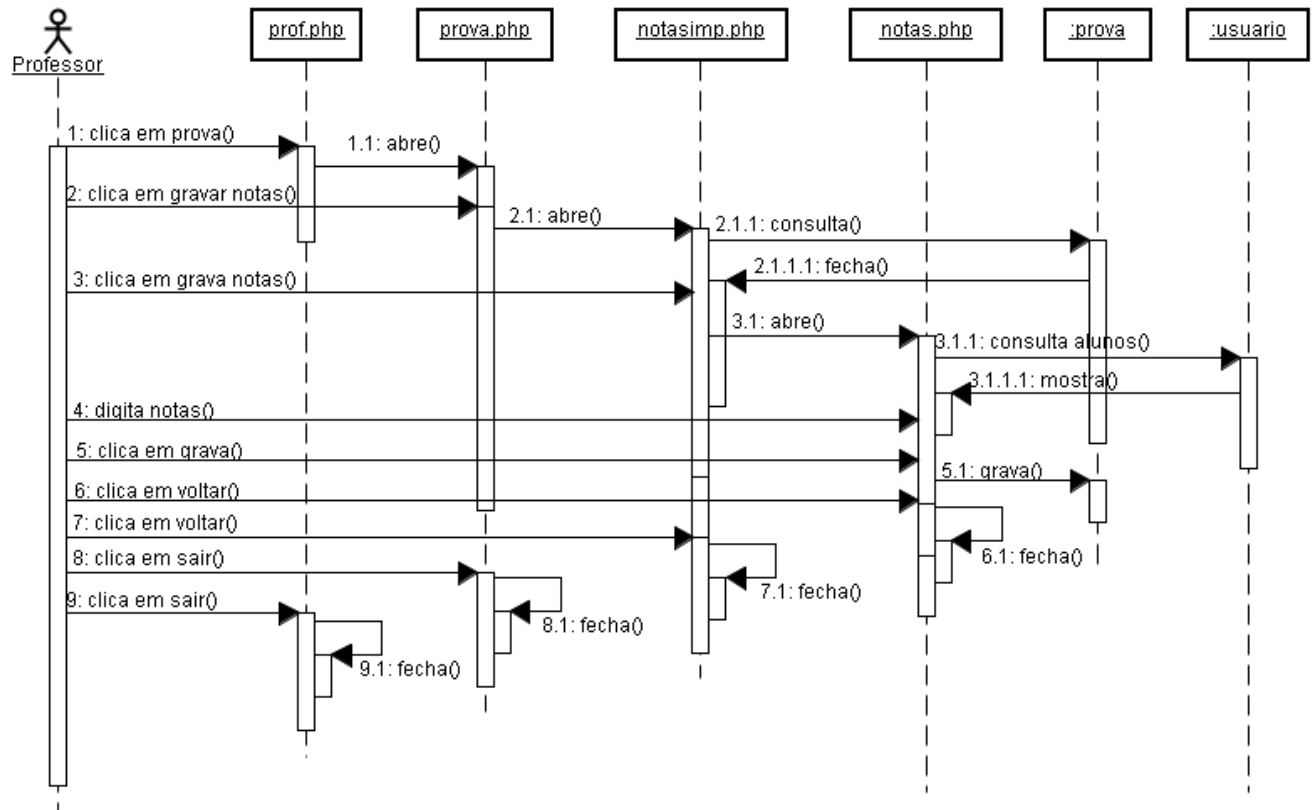 prof.php
prova.php
notasimp.php
notas.php
:prova
:usuario
Professor
1: clica em prova()
1.1: abre()
2: clica em gravar notas()
2.1: abre()
2.1.1: consulta()
2.1.1.1: fecha()
3: clica em grava notas()
3.1: abre()
3.1.1: consulta alunos()
3.1.1.1: mostra()
4: digita notas()
5: clica em grava()
5.1: grava()
6: clica em voltar()
7: clica em voltar()
6.1: fecha()
8: clica em sair()
7.1: fecha()
9: clica em sair()
8.1: fecha()
9.1: fecha()